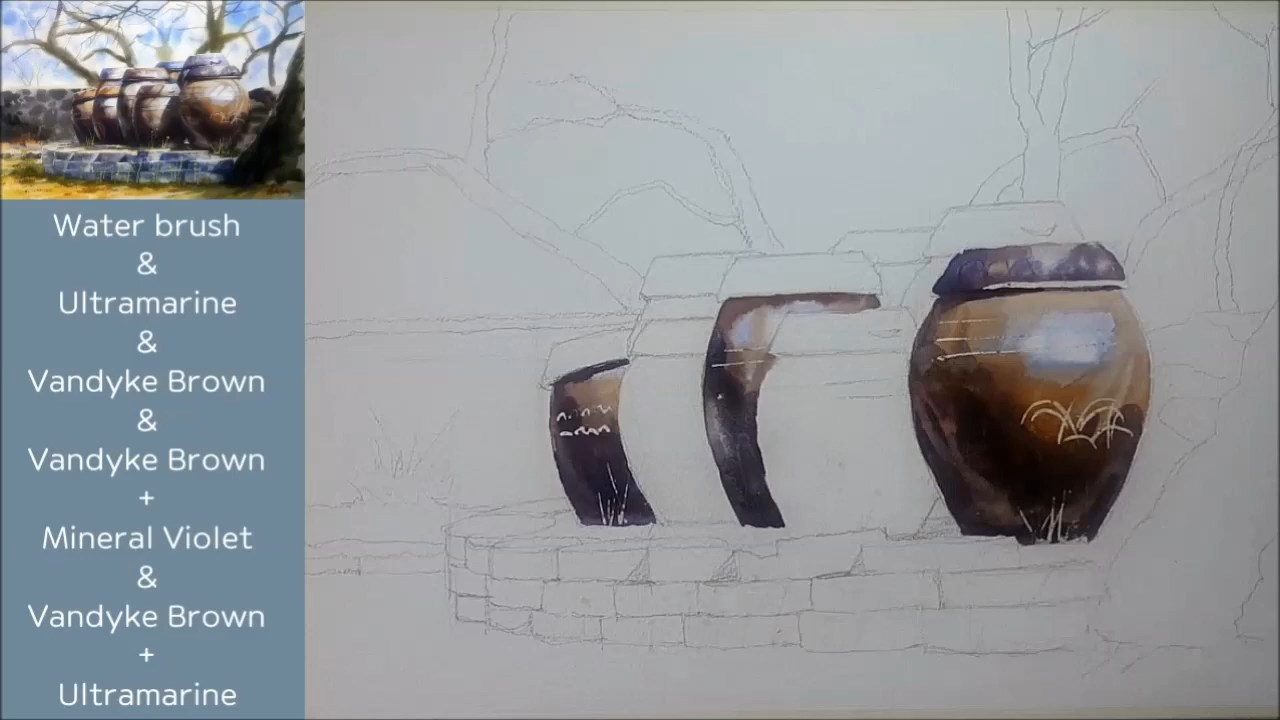 Water brush
&
Ultramarine
&
Vandyke Brown
&
Vandyke Brown
+
Mineral Violet
&
Vandyke Brown
+
Ultramarine